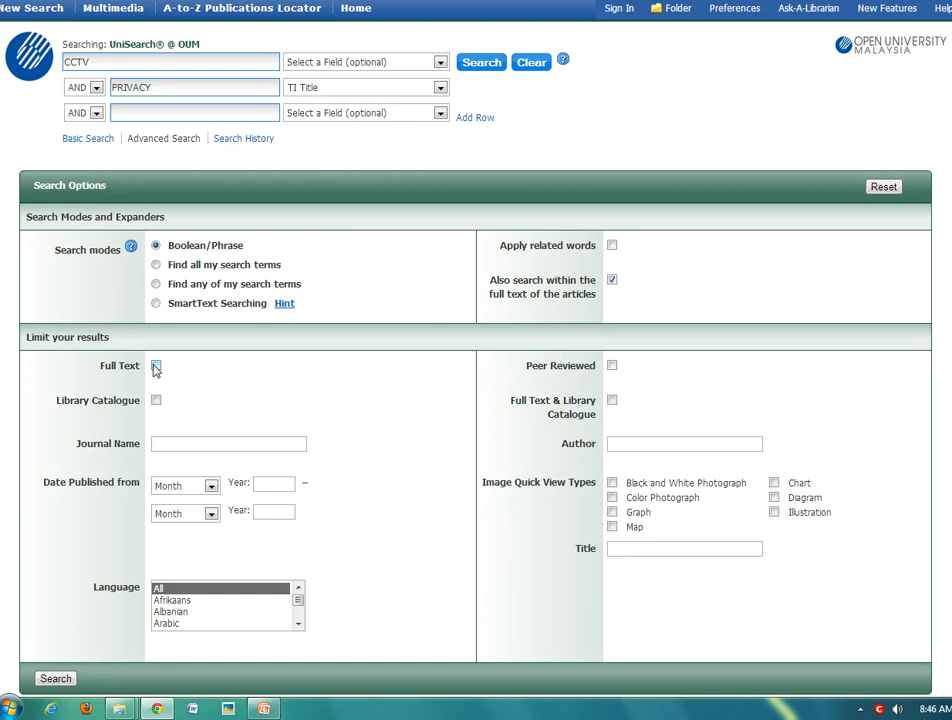 New Search Multimedia A-to-Z Publications Locator Home Sign In Folder Preferences Ask-A-Librarian New Features Help
Searching: UniSearch® @ OUM
OPEN UNIVERSITY
MALAYSIA
CCTV Select a Field (optional) Search Clear ?
AND PRIVACY TI Title
AND Select a Field (optional) Add Row
Basic Search Advanced Search Search History
Search Options Reset
Search Modes and Expanders
Search modes ? Boolean/Phrase
Find all my search terms
Find any of my search terms
SmartText Searching Hint
Apply related words
Also search within the
full text of the articles
Limit your results
Full Text
Library Catalogue
Journal Name
Date Published from Month Year: –
Month Year:
Language All
Afrikaans
Albanian
Arabic
Peer Reviewed
Full Text & Library
Catalogue
Author
Image Quick View Types Black and White Photograph Chart
Color Photograph Diagram
Graph Illustration
Map
Title
Search
8:46 AM